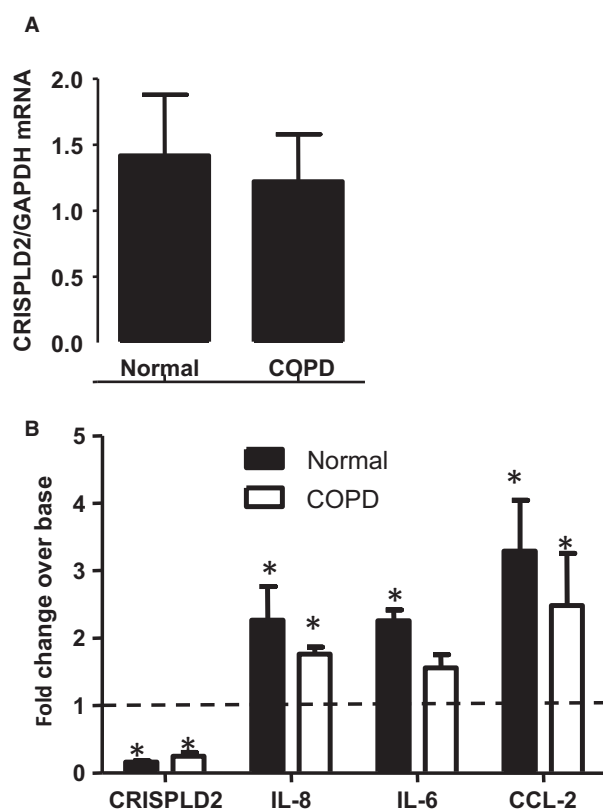 A
CRISPLD2/GAPDH mRNA
2.0
1.5
1.0
0.5
0.0
Normal COPD
B
Fold change over base
5
4
3
2
1
0
Normal
COPD
* * * * * * *
CRISPLD2 IL-8 IL-6 CCL-2